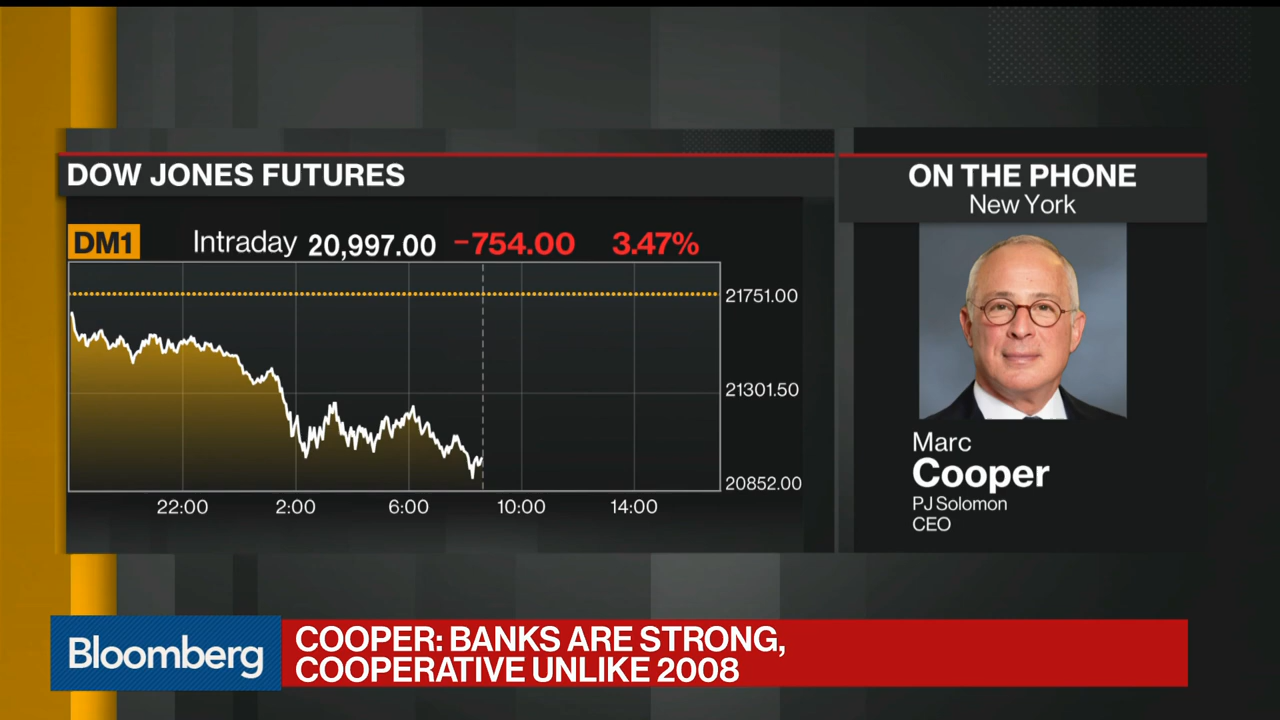 DOW JONES FUTURES
DM1 Intraday 20,997.00 -754.00 3.47%
21751.00
21301.50
20852.00
22:00 2:00 6:00 10:00 14:00
ON THE PHONE
New York
Marc
Cooper
PJ Solomon
CEO
Bloomberg
COOPER: BANKS ARE STRONG,
COOPERATIVE UNLIKE 2008